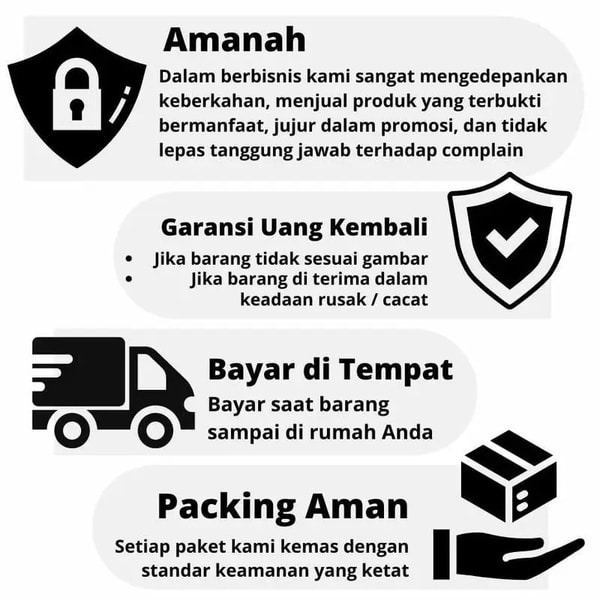 Amanah
Dalam berbisnis kami sangat mengedepankan
keberkahan, menjual produk yang terbukti
bermanfaat, jujur dalam promosi, dan tidak
lepas tanggung jawab terhadap complain
Garansi Uang Kembali
• Jika barang tidak sesuai gambar
• Jika barang di terima dalam
keadaan rusak / cacat
Bayar di Tempat
Bayar saat barang
sampai di rumah Anda
Packing Aman
Setiap paket kami kemas dengan
standar keamanan yang ketat